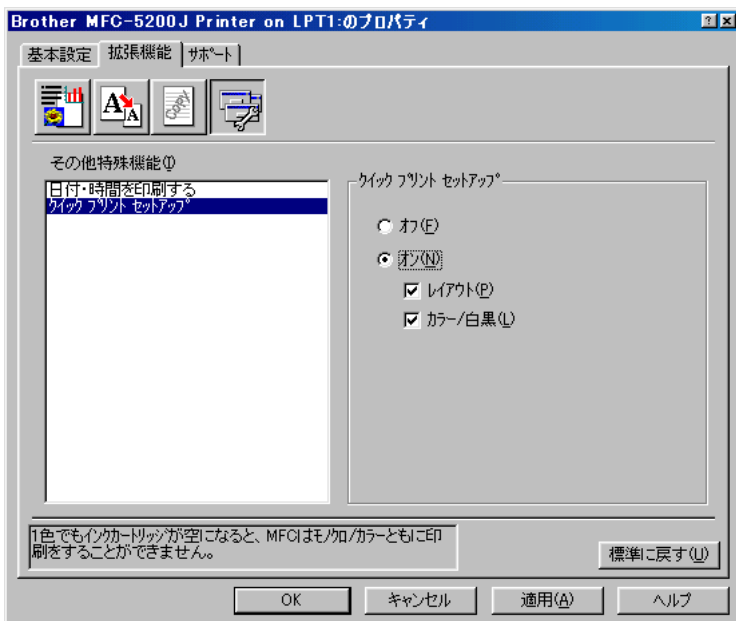 Brother MFC-5200J Printer on LPT1:のプロパティ
基本設定 拡張機能 ｻﾎﾟｰﾄ
その他特殊機能(I)
日付・時間を印刷する
ｸｲｯｸ ﾌﾟﾘﾝﾄ ｾｯﾄｱｯﾌﾟ
ｸｲｯｸ ﾌﾟﾘﾝﾄ ｾｯﾄｱｯﾌﾟ
ｵﾌ(F)
ｵﾝ(N)
ﾚｲｱｳﾄ(P)
ｶﾗｰ/白黒(L)
1色でもｲﾝｸｶｰﾄﾘｯｼﾞが空になると、MFCはﾓﾉｸﾛ/ｶﾗｰともに印
刷をすることができません。
標準に戻す(U)
OK キャンセル 適用(A) ヘルプ